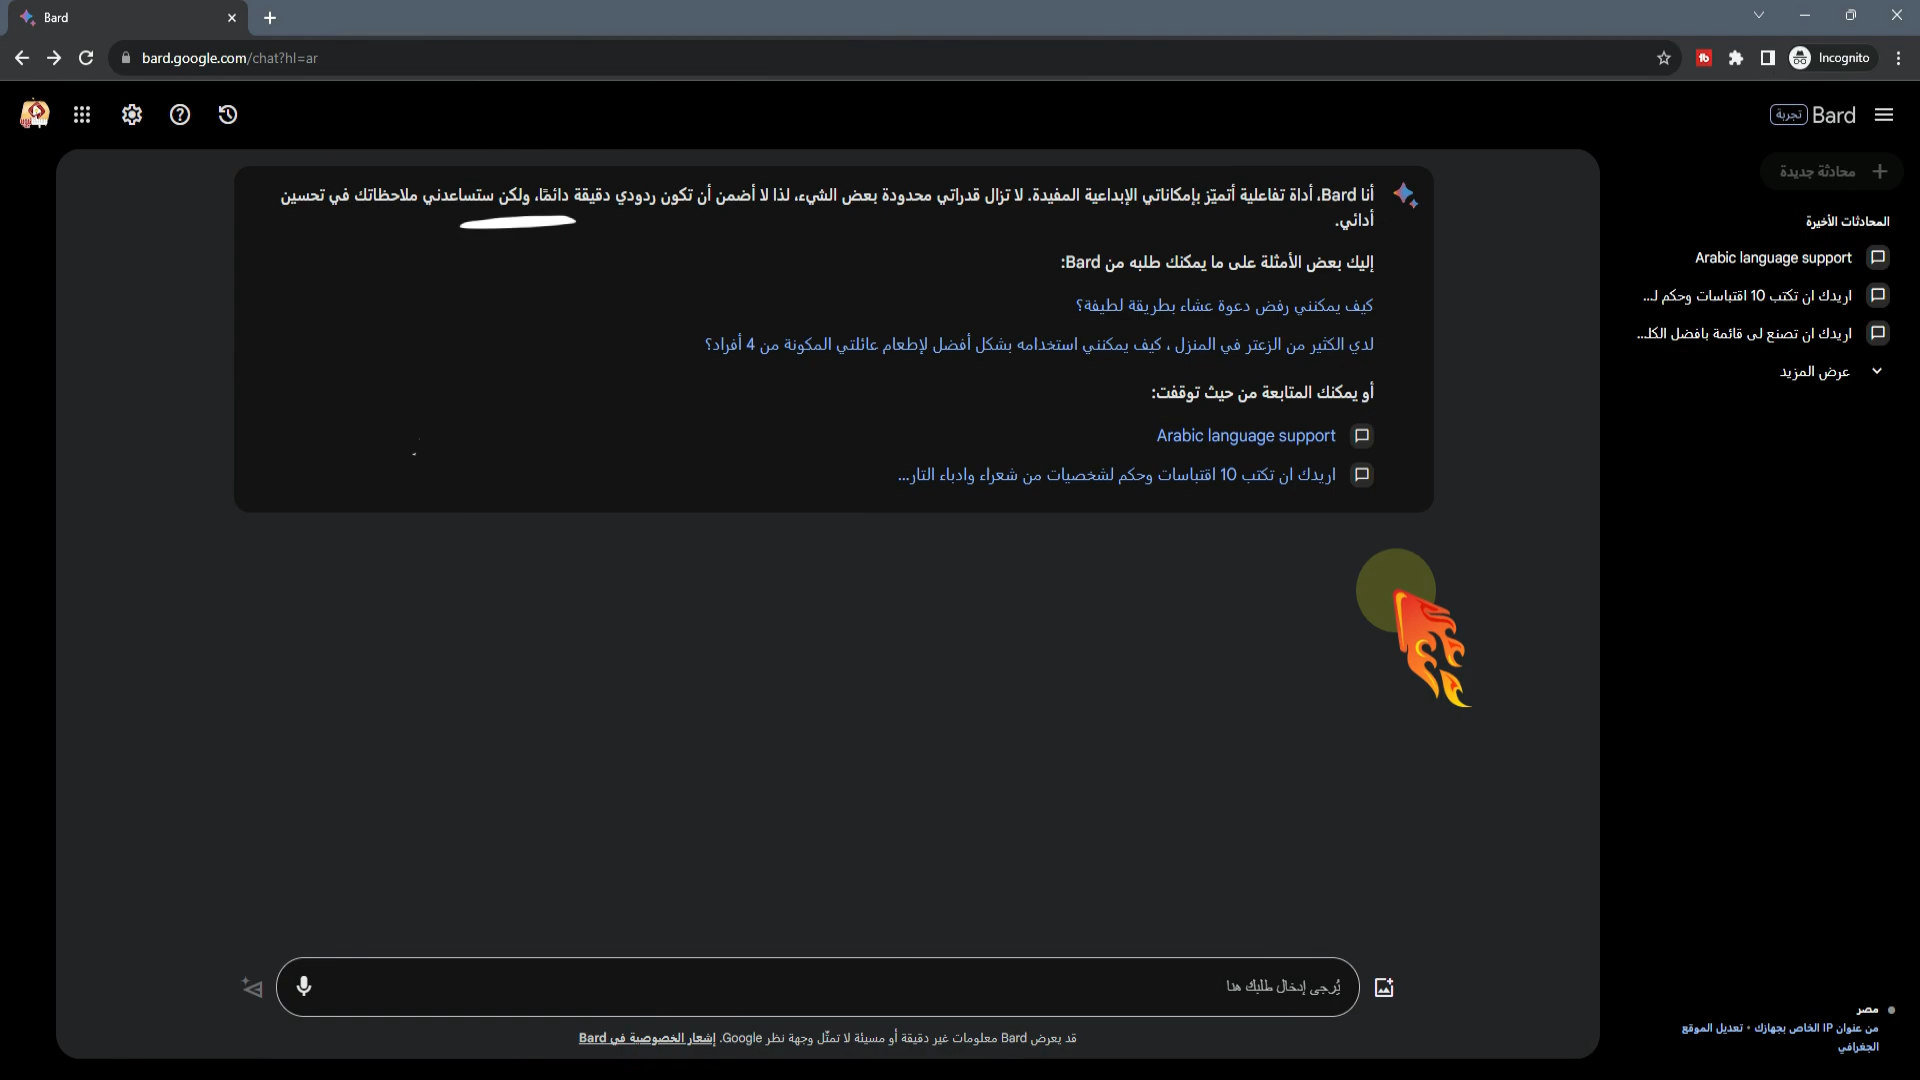 Bard
bard.google.com/chat?hl=ar
Incognito
Bard تجربة
محادثة جديدة
المحادثات الأخيرة
Arabic language support
اريدك ان تكتب 10 اقتباسات وحكم ل...
اريدك ان تصنع لى قائمة بافضل الكلـ...
عرض المزيد
أنا Bard، أداة تفاعلية أتميّز بإمكاناتي الإبداعية المفيدة. لا تزال قدراتي محدودة بعض الشيء، لذا لا أضمن أن تكون ردودي دقيقة دائمًا، ولكن ستساعدني ملاحظاتك في تحسين
أدائي.
إليك بعض الأمثلة على ما يمكنك طلبه من Bard:
كيف يمكنني رفض دعوة عشاء بطريقة لطيفة؟
لدي الكثير من الزعتر في المنزل ، كيف يمكنني استخدامه بشكل أفضل لإطعام عائلتي المكونة من 4 أفراد؟
أو يمكنك المتابعة من حيث توقفت:
Arabic language support
اريدك ان تكتب 10 اقتباسات وحكم لشخصيات من شعراء وادباء التار...
يُرجى إدخال طلبك هنا
قد يعرض Bard معلومات غير دقيقة أو مسيئة لا تمثّل وجهة نظر Google. إشعار الخصوصية في Bard
مصر
من عنوان IP الخاص بجهازك • تعديل الموقع
الجغرافي